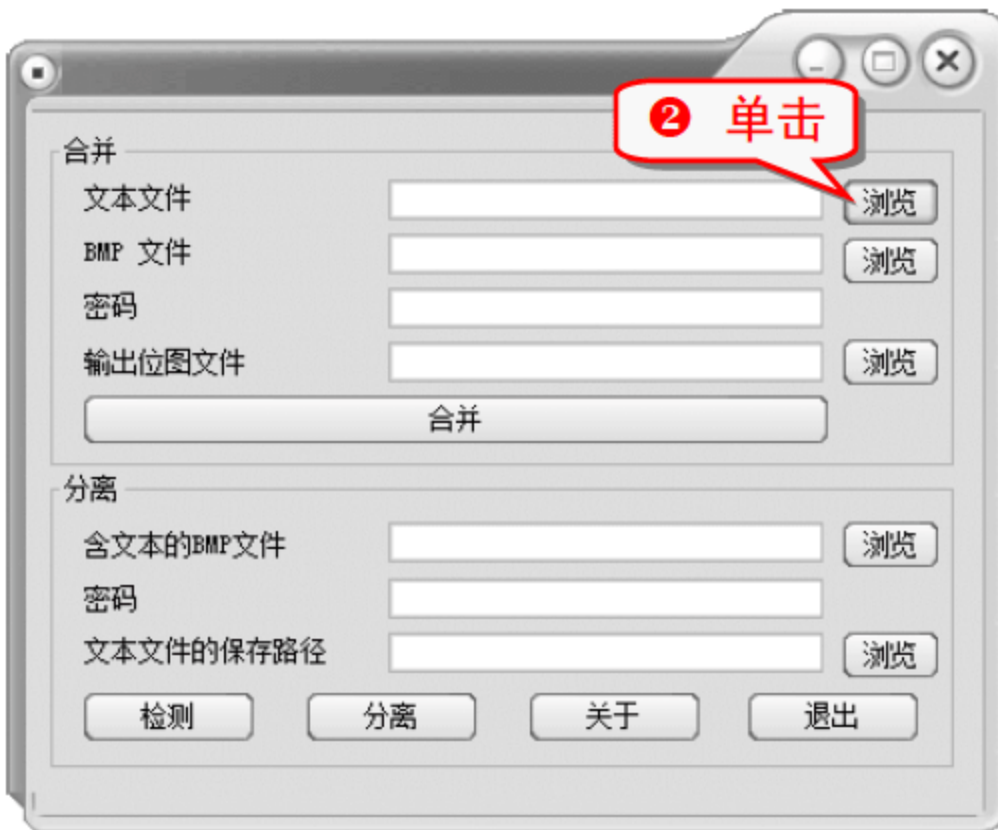 ❷ 单击
合并
文本文件 浏览
BMP 文件 浏览
密码
输出位图文件 浏览
合并
分离
含文本的BMP文件 浏览
密码
文本文件的保存路径 浏览
检测 分离 关于 退出